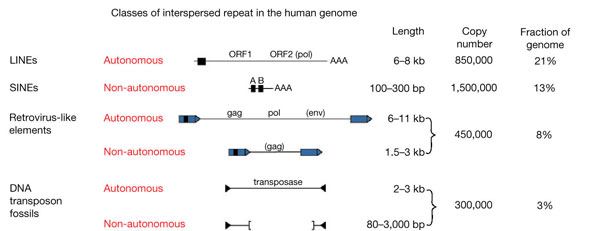 Classes of interspersed repeat in the human genome
Length Copy number Fraction of genome
LINEs Autonomous ORF1 ORF2 (pol) AAA 6–8 kb 850,000 21%
SINEs Non-autonomous A B AAA 100–300 bp 1,500,000 13%
Retrovirus-like elements Autonomous gag pol (env) 6–11 kb 450,000 8%
Non-autonomous (gag) 1.5–3 kb
DNA transposon fossils Autonomous transposase 2–3 kb 300,000 3%
Non-autonomous 80–3,000 bp